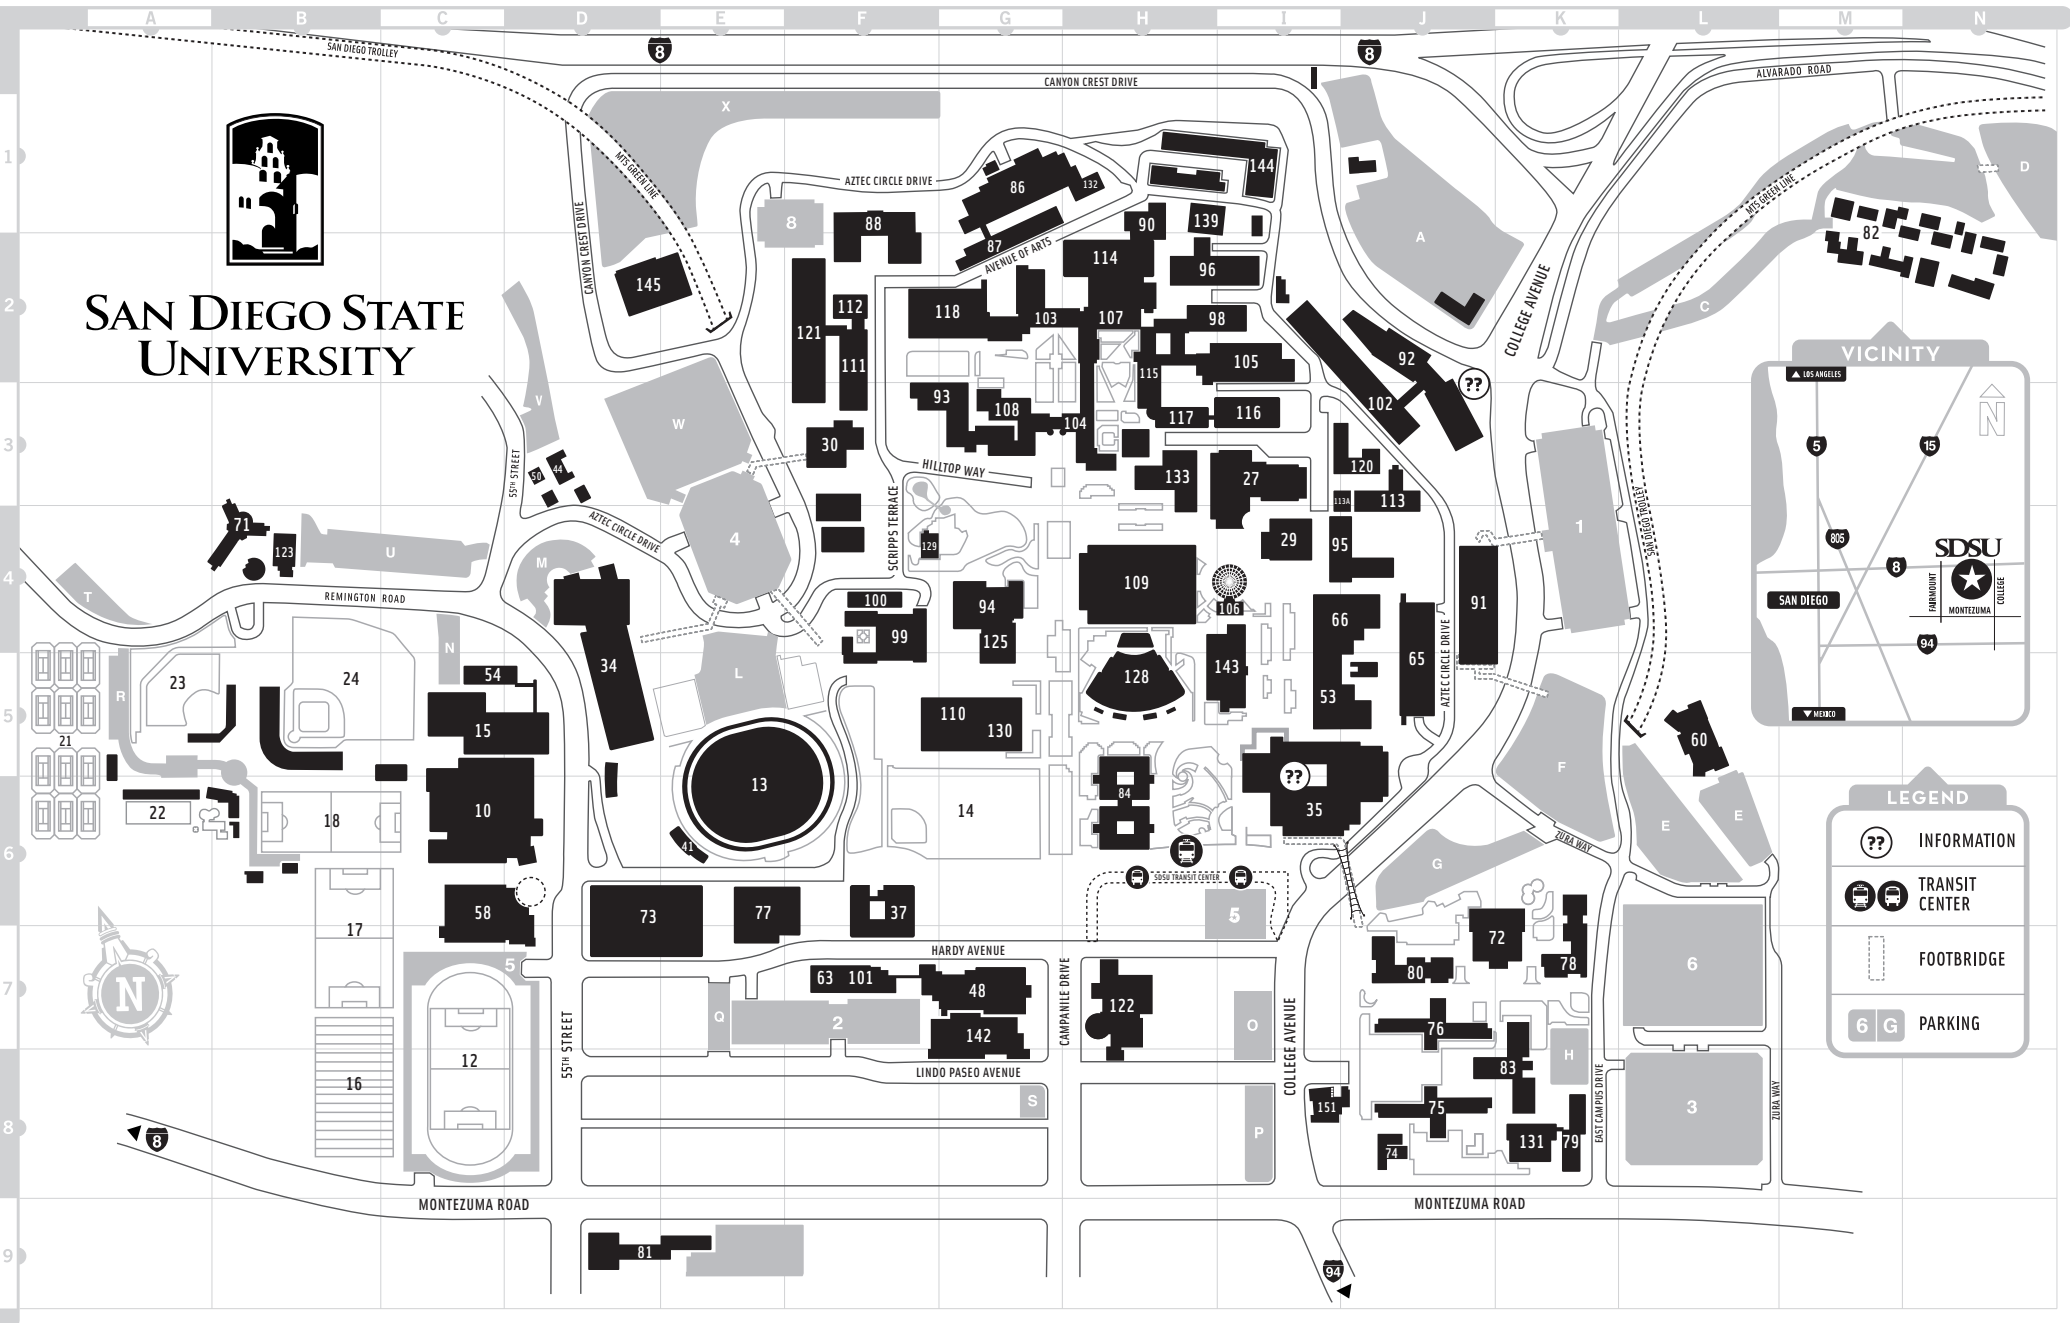 A B C D E F G H I J K L M N
SAN DIEGO TROLLEY
8
8
CANYON CREST DRIVE
ALVARADO ROAD
X
1
MTS GREEN LINE
AZTEC CIRCLE DRIVE
86
132
144
MTS GREEN LINE
D
CANYON CREST DRIVE
8
88
87
AVENUE OF ARTS
90
139
A
82
SAN DIEGO STATE
UNIVERSITY
2
145
114
96
COLLEGE AVENUE
C
121
112
118
103
107
98
111
115
105
92
??
VICINITY
LOS ANGELES
N
5
15
805
8
SDSU
SAN DIEGO
FAIRMOUNT
COLLEGE
MONTEZUMA
94
MEXICO
V
W
93
108
104
117
116
102
3
30
50
44
55TH STREET
HILLTOP WAY
133
27
120
113A
113
SCRIPPS TERRACE
71
123
U
AZTEC CIRCLE DRIVE
4
129
29
95
1
SAN DIEGO TROLLEY
4
T
M
REMINGTON ROAD
100
94
109
106
66
91
N
99
125
AZTEC CIRCLE DRIVE
34
L
128
143
65
R
23
24
54
53
5
21
15
110
130
60
F
22
18
10
13
14
84
??
35
E
E
6
41
ZURA WAY
G
SDSU TRANSIT CENTER
LEGEND
?? INFORMATION
TRANSIT
CENTER
FOOTBRIDGE
6 G PARKING
58
73
77
37
5
17
72
78
HARDY AVENUE
5
63 101
48
80
6
7
N
Q
2
142
CAMPANILE DRIVE
122
O
COLLEGE AVENUE
76
H
12
55TH STREET
LINDO PASEO AVENUE
83
16
S
151
75
EAST CAMPUS DRIVE
3
ZURA WAY
8
8
P
74
131
79
MONTEZUMA ROAD
MONTEZUMA ROAD
9
81
94